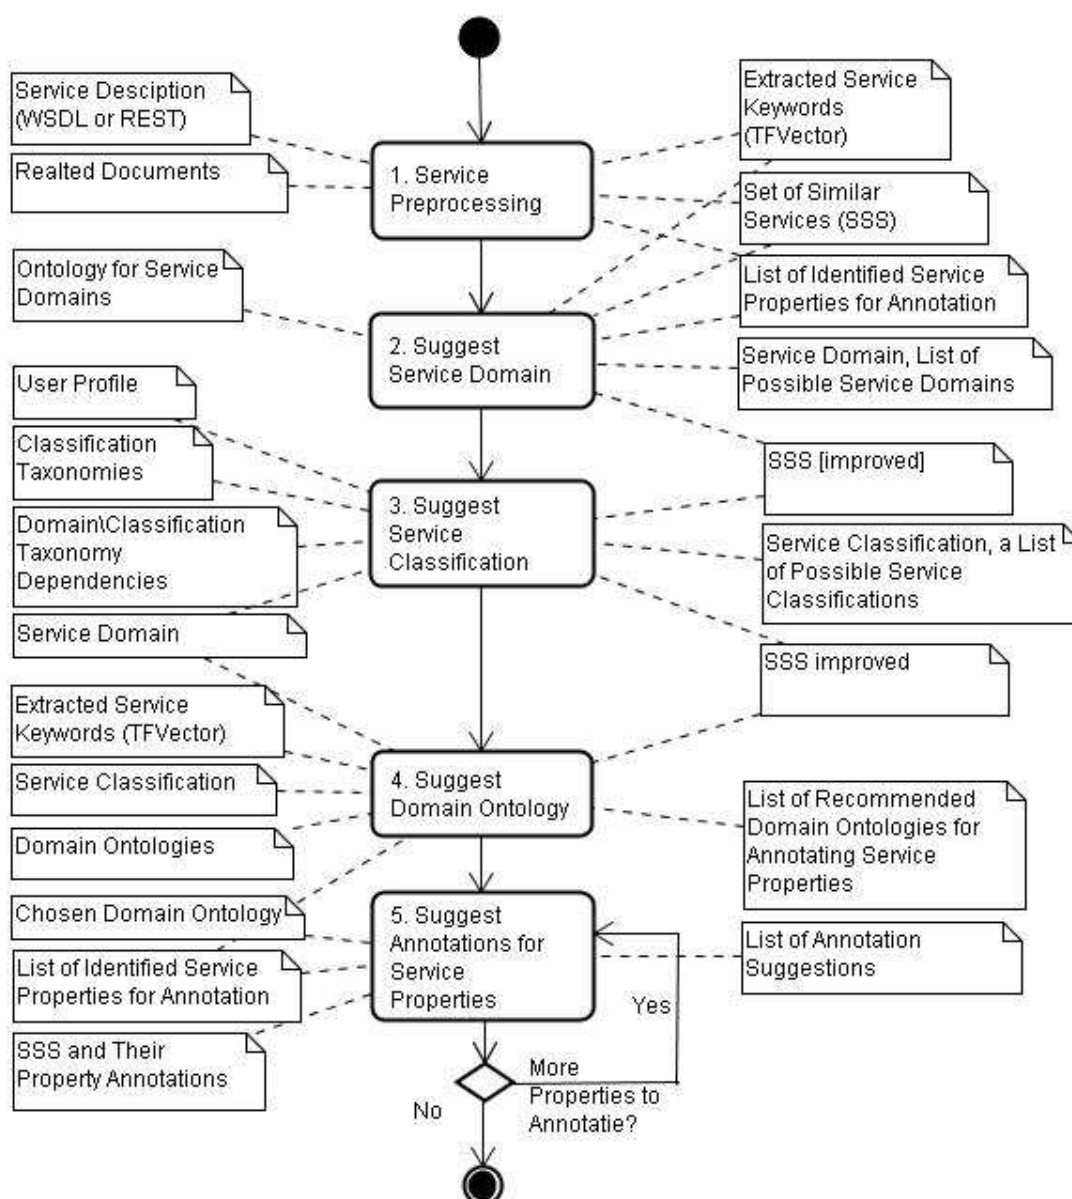 Service Desciption
(WSDL or REST)
Realted Documents
Extracted Service
Keywords
(TFVector)
1. Service
Preprocessing
Set of Similar
Services (SSS)
Ontology for Service
Domains
List of Identified Service
Properties for Annotation
2. Suggest
Service Domain
Service Domain, List of
Possible Service Domains
User Profile
Classification
Taxonomies
SSS [improved]
3. Suggest
Service
Classification
Domain\Classification
Taxonomy
Dependencies
Service Classification, a List
of Possible Service
Classifications
Service Domain
SSS improved
Extracted Service
Keywords (TFVector)
4. Suggest
Domain Ontology
Service Classification
List of Recommended
Domain Ontologies for
Annotating Service
Properties
Domain Ontologies
Chosen Domain Ontology
5. Suggest
Annotations for
Service
Properties
List of Annotation
Suggestions
List of Identified Service
Properties for Annotation
Yes
SSS and Their
Property Annotations
More
Properties to
Annotatie?
No